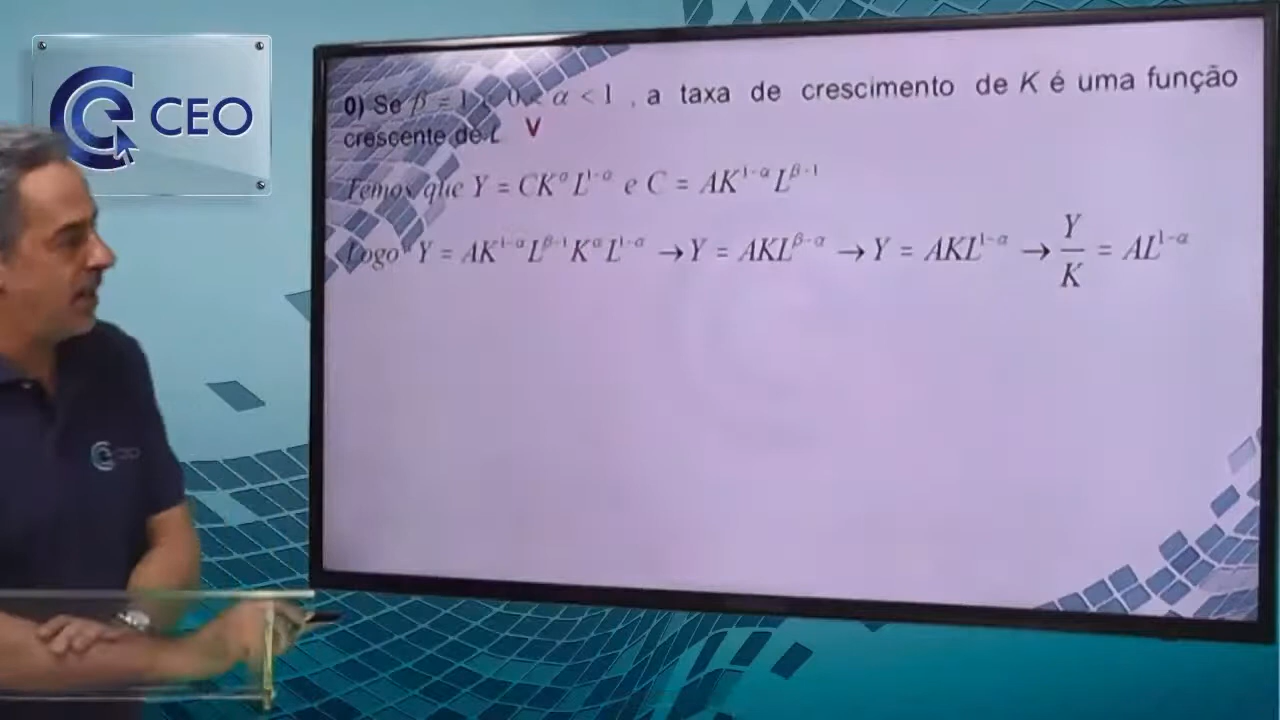 CEO
0) Se β = 1 e 0 < α < 1 , a taxa de crescimento de K é uma função
crescente de L V
Temos que Y = CK^α L^{1-α} e C = AK^{1-α} L^{β-1}
Logo Y = AK^{1-α} L^{β-1} K^α L^{1-α} → Y = AKL^{β-α} → Y = AKL^{1-α} → Y/K = AL^{1-α}